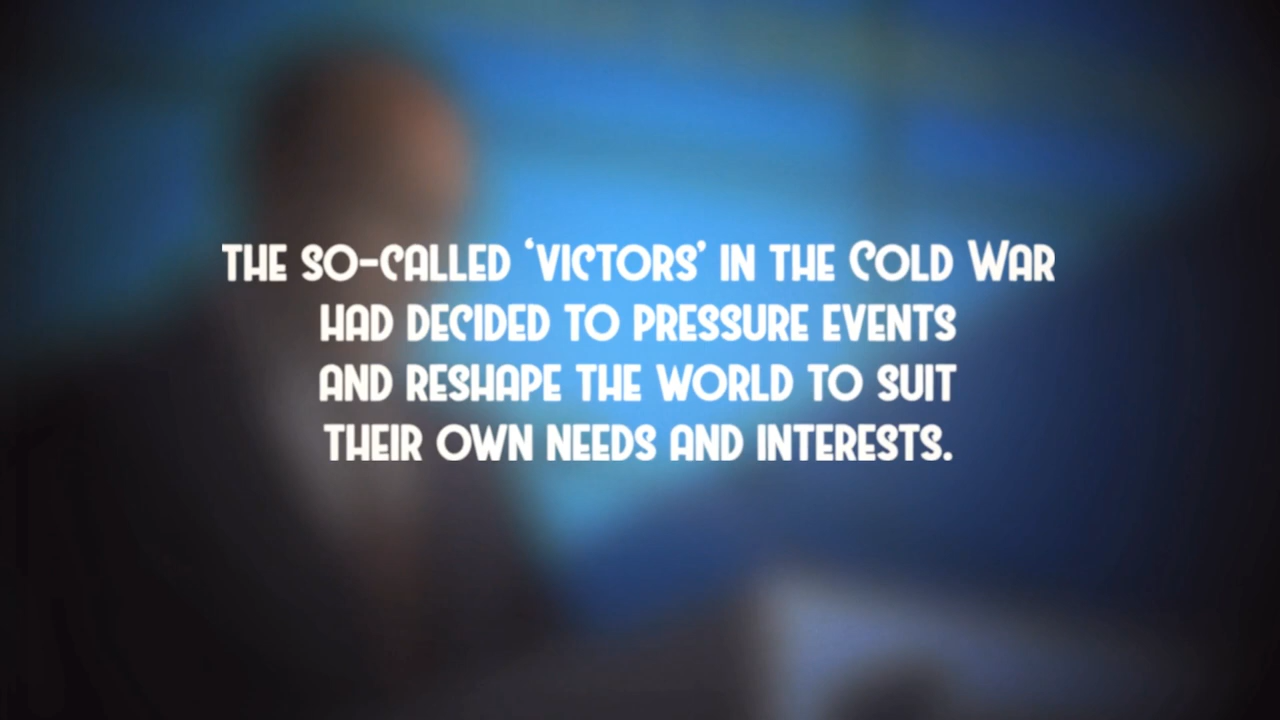 THE SO-CALLED ‘VICTORS’ IN THE COLD WAR
HAD DECIDED TO PRESSURE EVENTS
AND RESHAPE THE WORLD TO SUIT
THEIR OWN NEEDS AND INTERESTS.